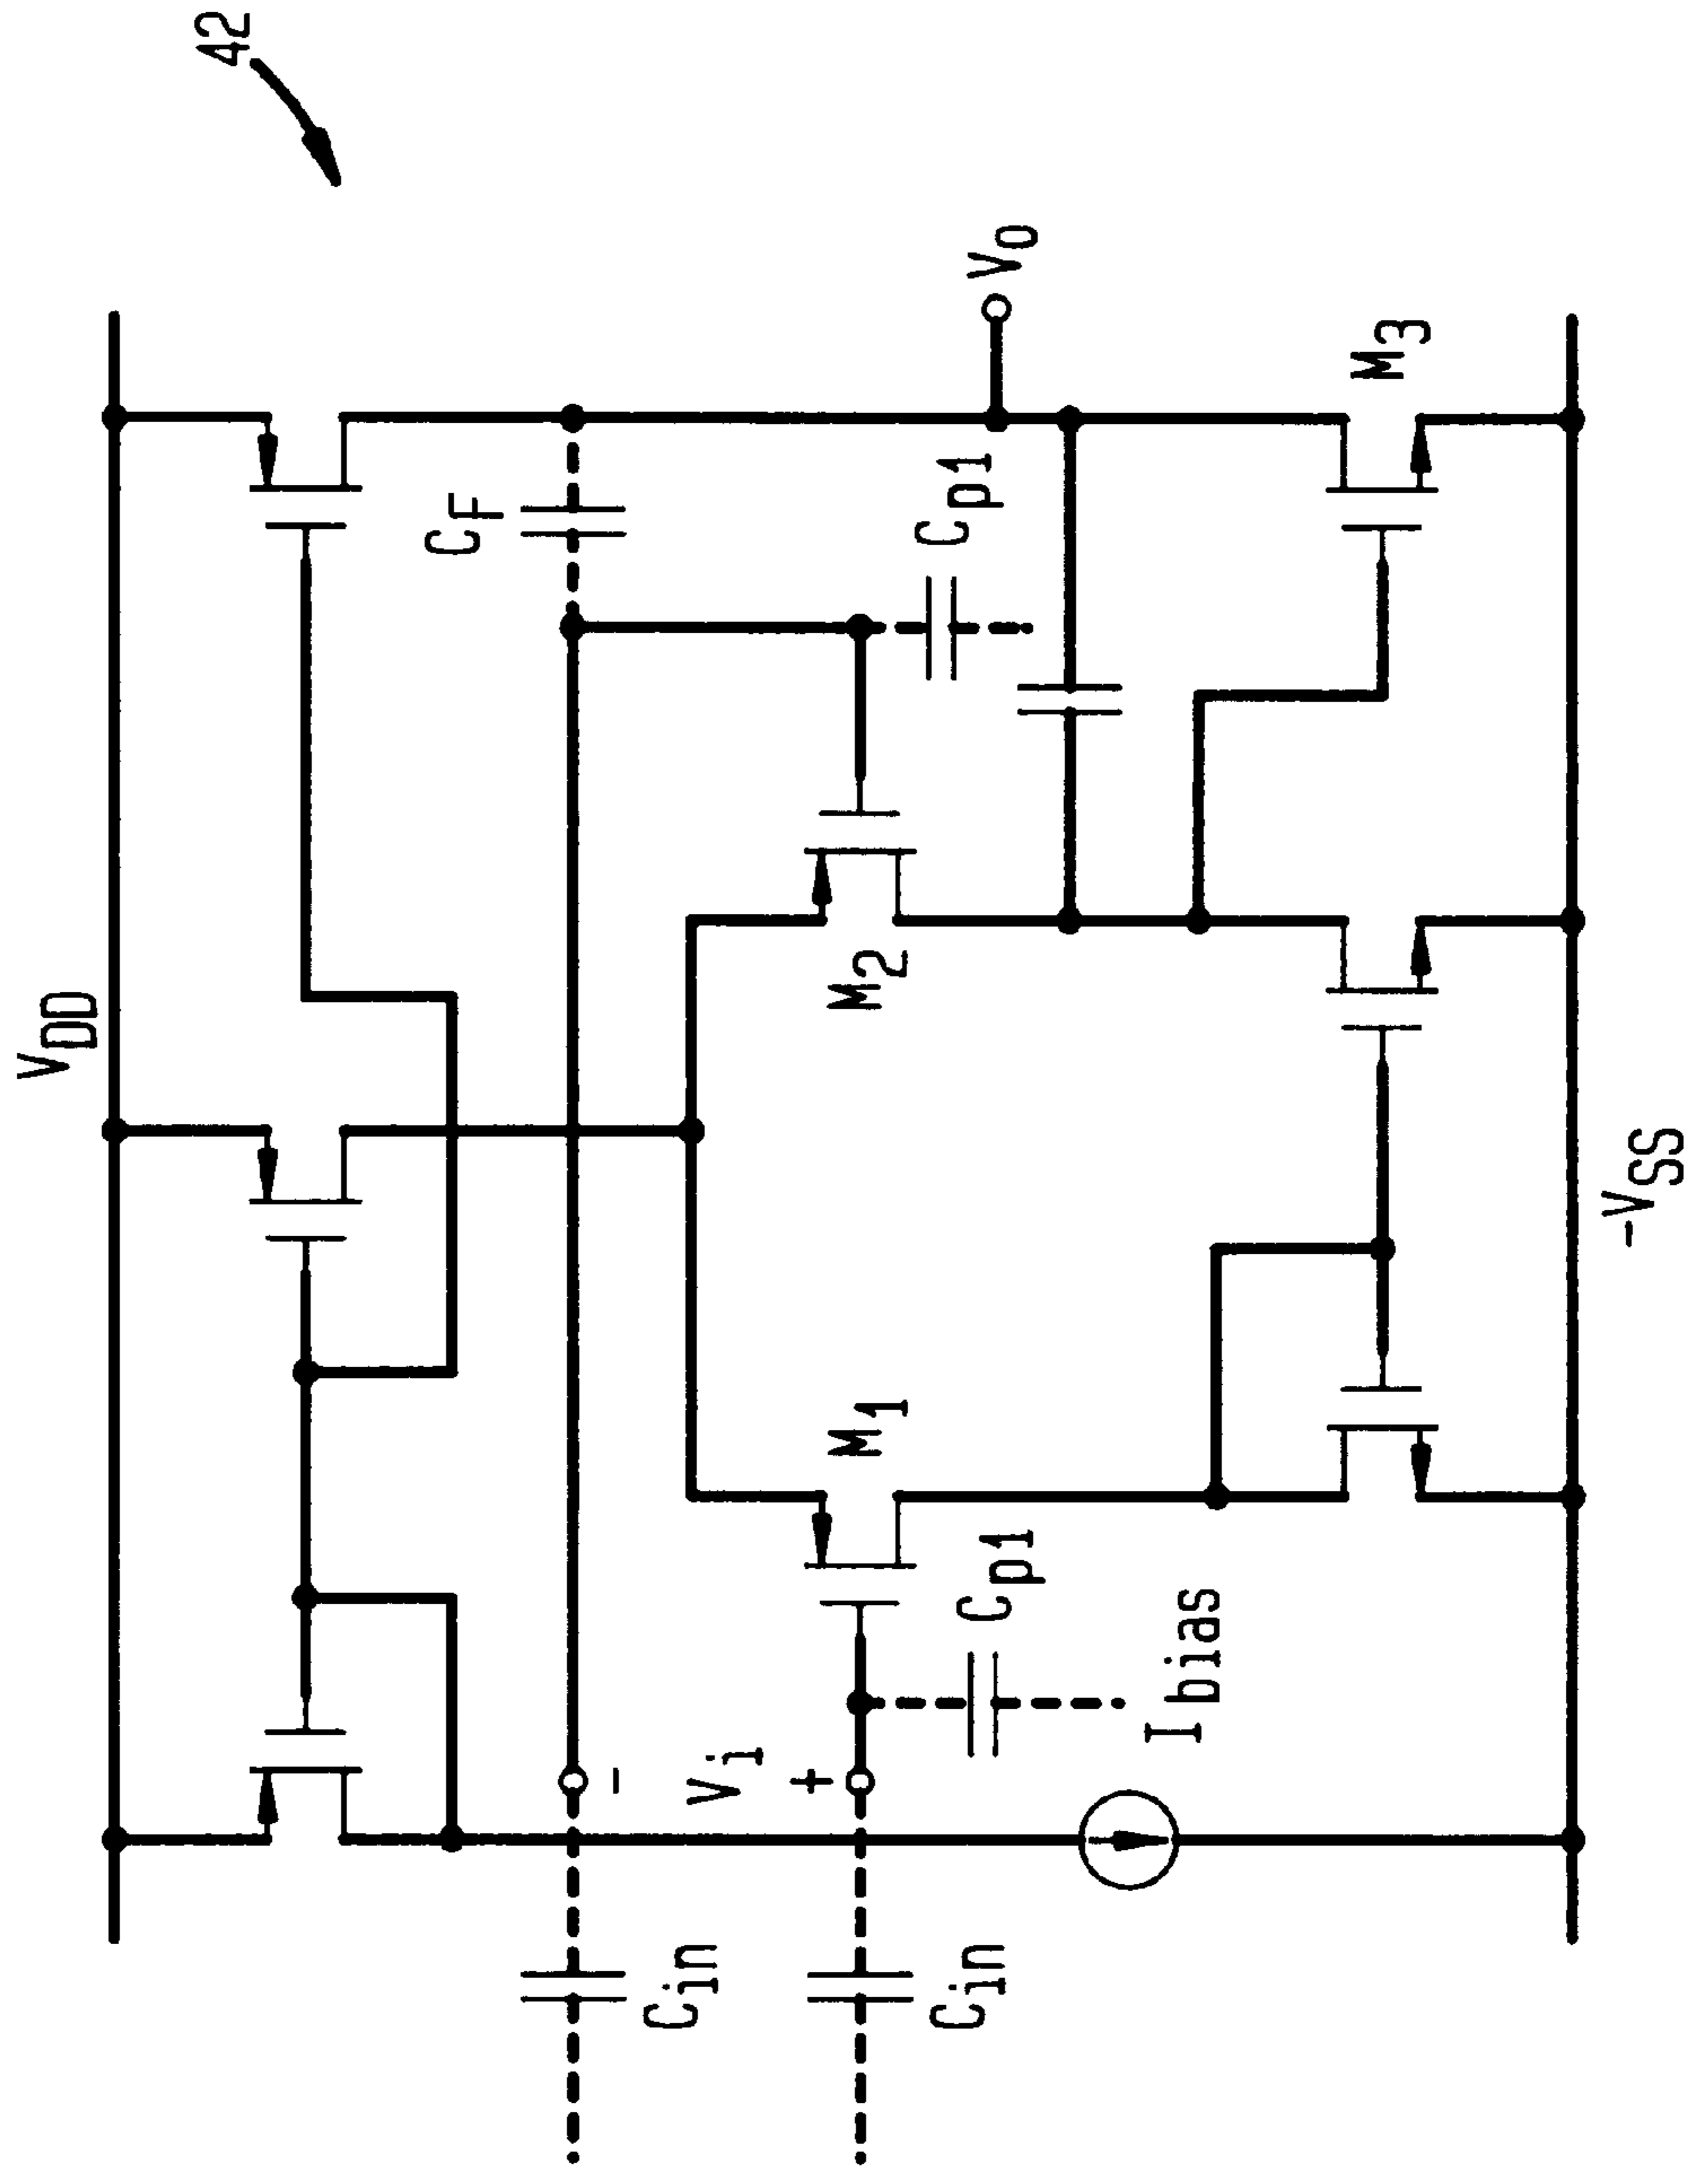 42
V_DD
C_F
C_p1
V_o
M_2
M_3
M_1
C_p1
V_i
-
+
I_bias
C_in
C_in
-V_SS